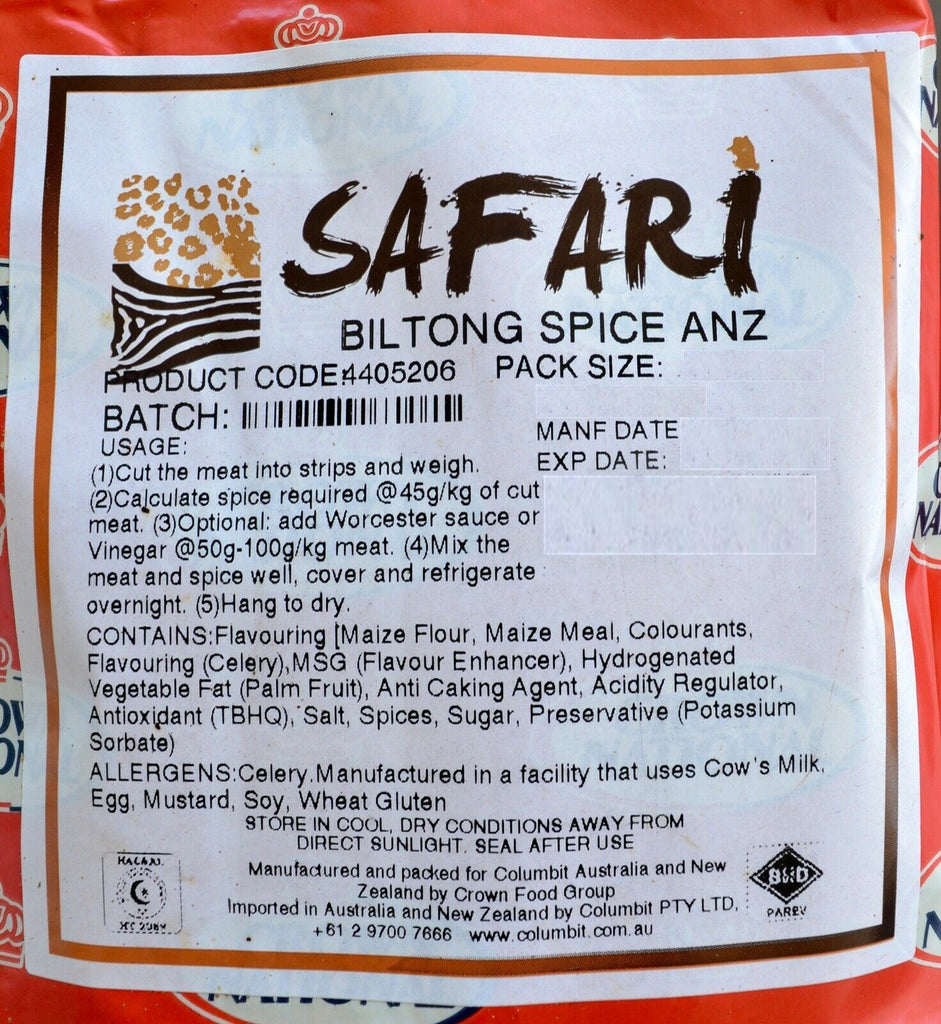 SAFARI
BILTONG SPICE ANZ
PRODUCT CODE:4405206 PACK SIZE:
BATCH:
MANF DATE
EXP DATE:
USAGE:
(1)Cut the meat into strips and weigh.
(2)Calculate spice required @45g/kg of cut
meat. (3)Optional: add Worcester sauce or
Vinegar @50g-100g/kg meat. (4)Mix the
meat and spice well, cover and refrigerate
overnight. (5)Hang to dry.
CONTAINS:Flavouring [Maize Flour, Maize Meal, Colourants,
Flavouring (Celery),MSG (Flavour Enhancer), Hydrogenated
Vegetable Fat (Palm Fruit), Anti Caking Agent, Acidity Regulator,
Antioxidant (TBHQ), Salt, Spices, Sugar, Preservative (Potassium
Sorbate)
ALLERGENS:Celery.Manufactured in a facility that uses Cow's Milk,
Egg, Mustard, Soy, Wheat Gluten
STORE IN COOL, DRY CONDITIONS AWAY FROM
DIRECT SUNLIGHT. SEAL AFTER USE
Manufactured and packed for Columbit Australia and New
Zealand by Crown Food Group
Imported in Australia and New Zealand by Columbit PTY LTD,
+61 2 9700 7666 www.columbit.com.au
HALAAL
BHD
PAREV
NATIONAL